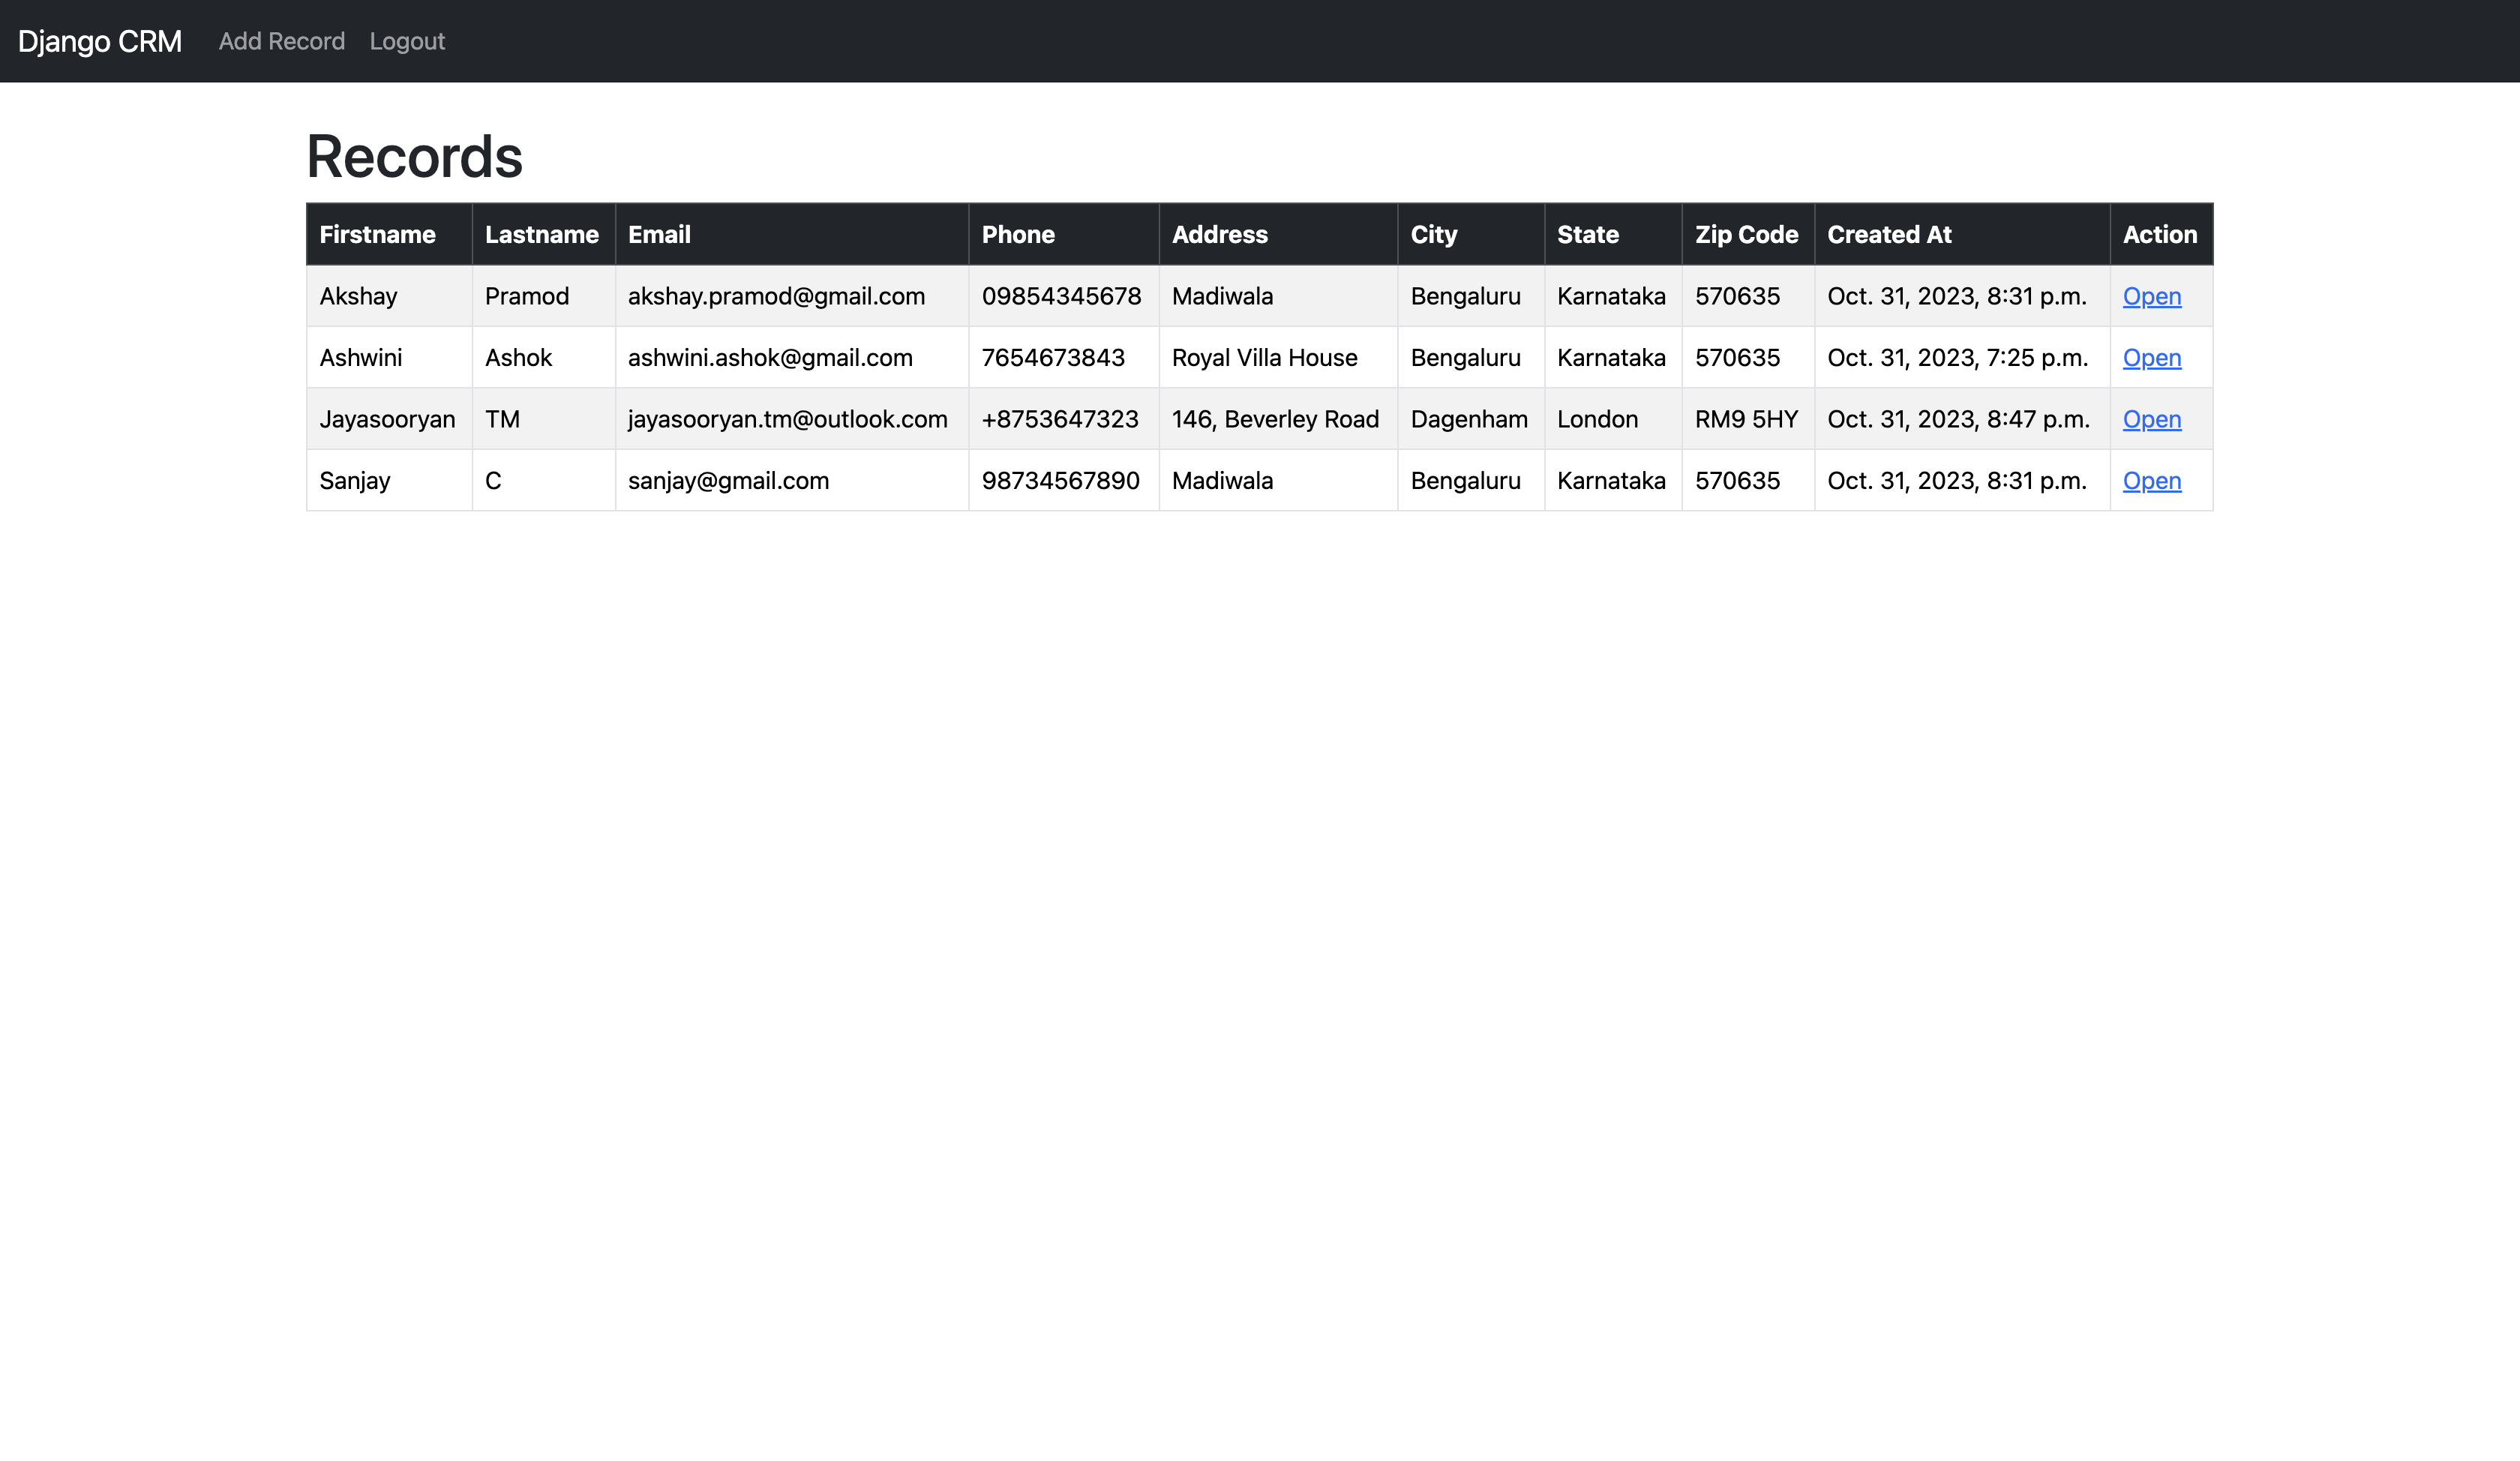 Django CRM Add Record Logout
Records
Firstname Lastname Email Phone Address City State Zip Code Created At Action
Akshay Pramod akshay.pramod@gmail.com 09854345678 Madiwala Bengaluru Karnataka 570635 Oct. 31, 2023, 8:31 p.m. Open
Ashwini Ashok ashwini.ashok@gmail.com 7654673843 Royal Villa House Bengaluru Karnataka 570635 Oct. 31, 2023, 7:25 p.m. Open
Jayasooryan TM jayasooryan.tm@outlook.com +8753647323 146, Beverley Road Dagenham London RM9 5HY Oct. 31, 2023, 8:47 p.m. Open
Sanjay C sanjay@gmail.com 98734567890 Madiwala Bengaluru Karnataka 570635 Oct. 31, 2023, 8:31 p.m. Open